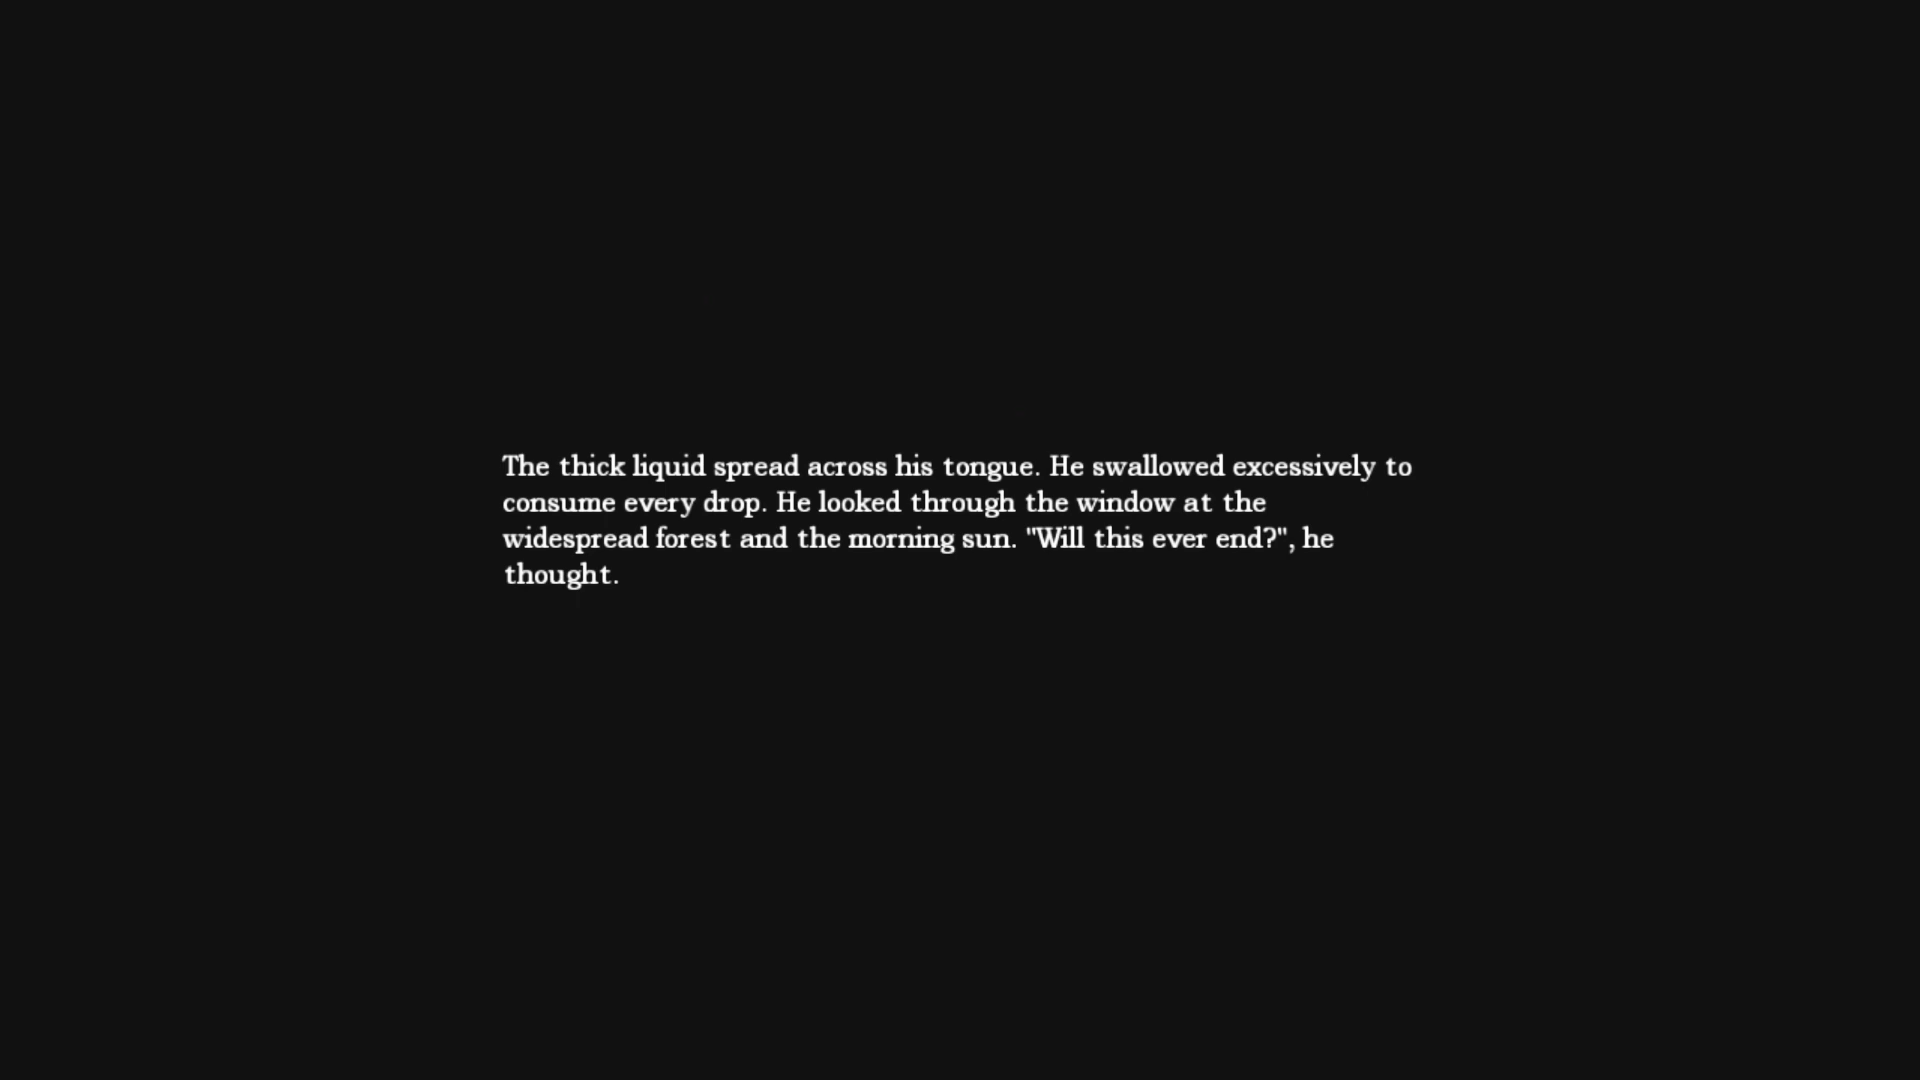 The thick liquid spread across his tongue. He swallowed excessively to
consume every drop. He looked through the window at the
widespread forest and the morning sun. "Will this ever end?", he
thought.